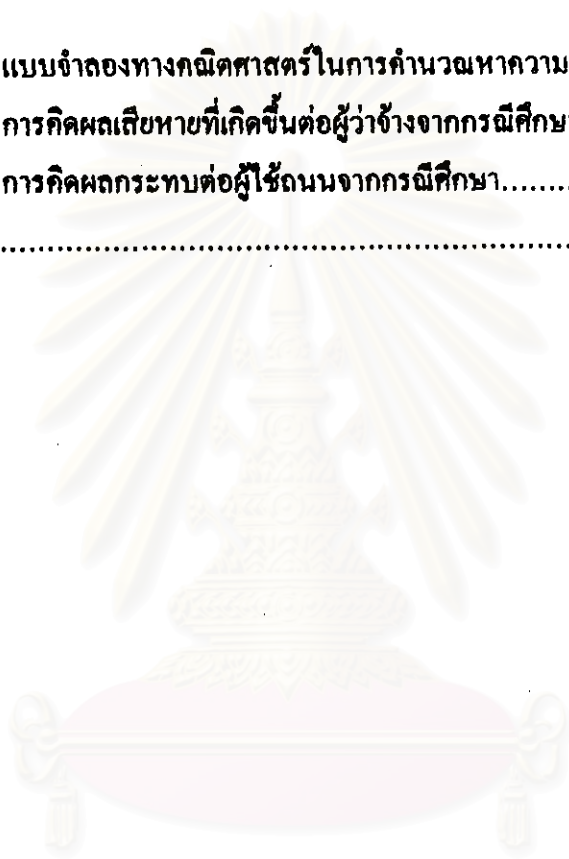 แบบจำลองทางคณิตศาสตร์ในการคำนวณหาความ
การคิดผลเสียหายที่เกิดขึ้นต่อผู้ว่าจ้างจากกรณีศึกษ
การคิดผลกระทบต่อผู้ใช้ถนนจากกรณีศึกษา........
............................................................